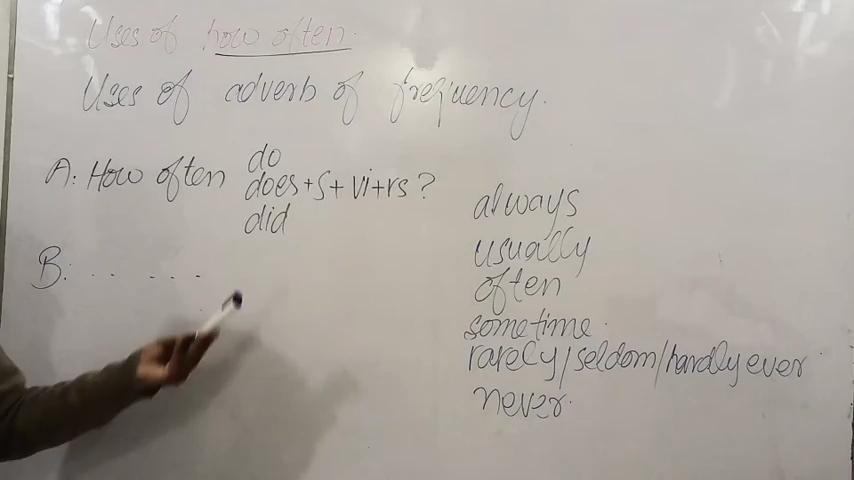 Uses of how often.
Uses of adverb of frequency.
A: How often do
does+S+V1+rs?
did
B: .. ...
always
usually
often
sometime.
rarely/seldom/hardly ever
never.